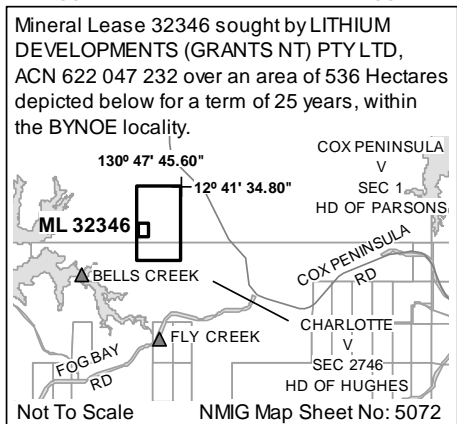 Mineral Lease 32346 sought by LITHIUM
DEVELOPMENTS (GRANTS NT) PTY LTD,
ACN 622 047 232 over an area of 536 Hectares
depicted below for a term of 25 years, within
the BYNOE locality.
130º 47' 45.60"
12º 41' 34.80"
COX PENINSULA
V
SEC 1
HD OF PARSONS
ML 32346
COX PENINSULA
RD
BELLS CREEK
CHARLOTTE
V
SEC 2746
HD OF HUGHES
FLY CREEK
FOG BAY
RD
Not To Scale
NMIG Map Sheet No: 5072